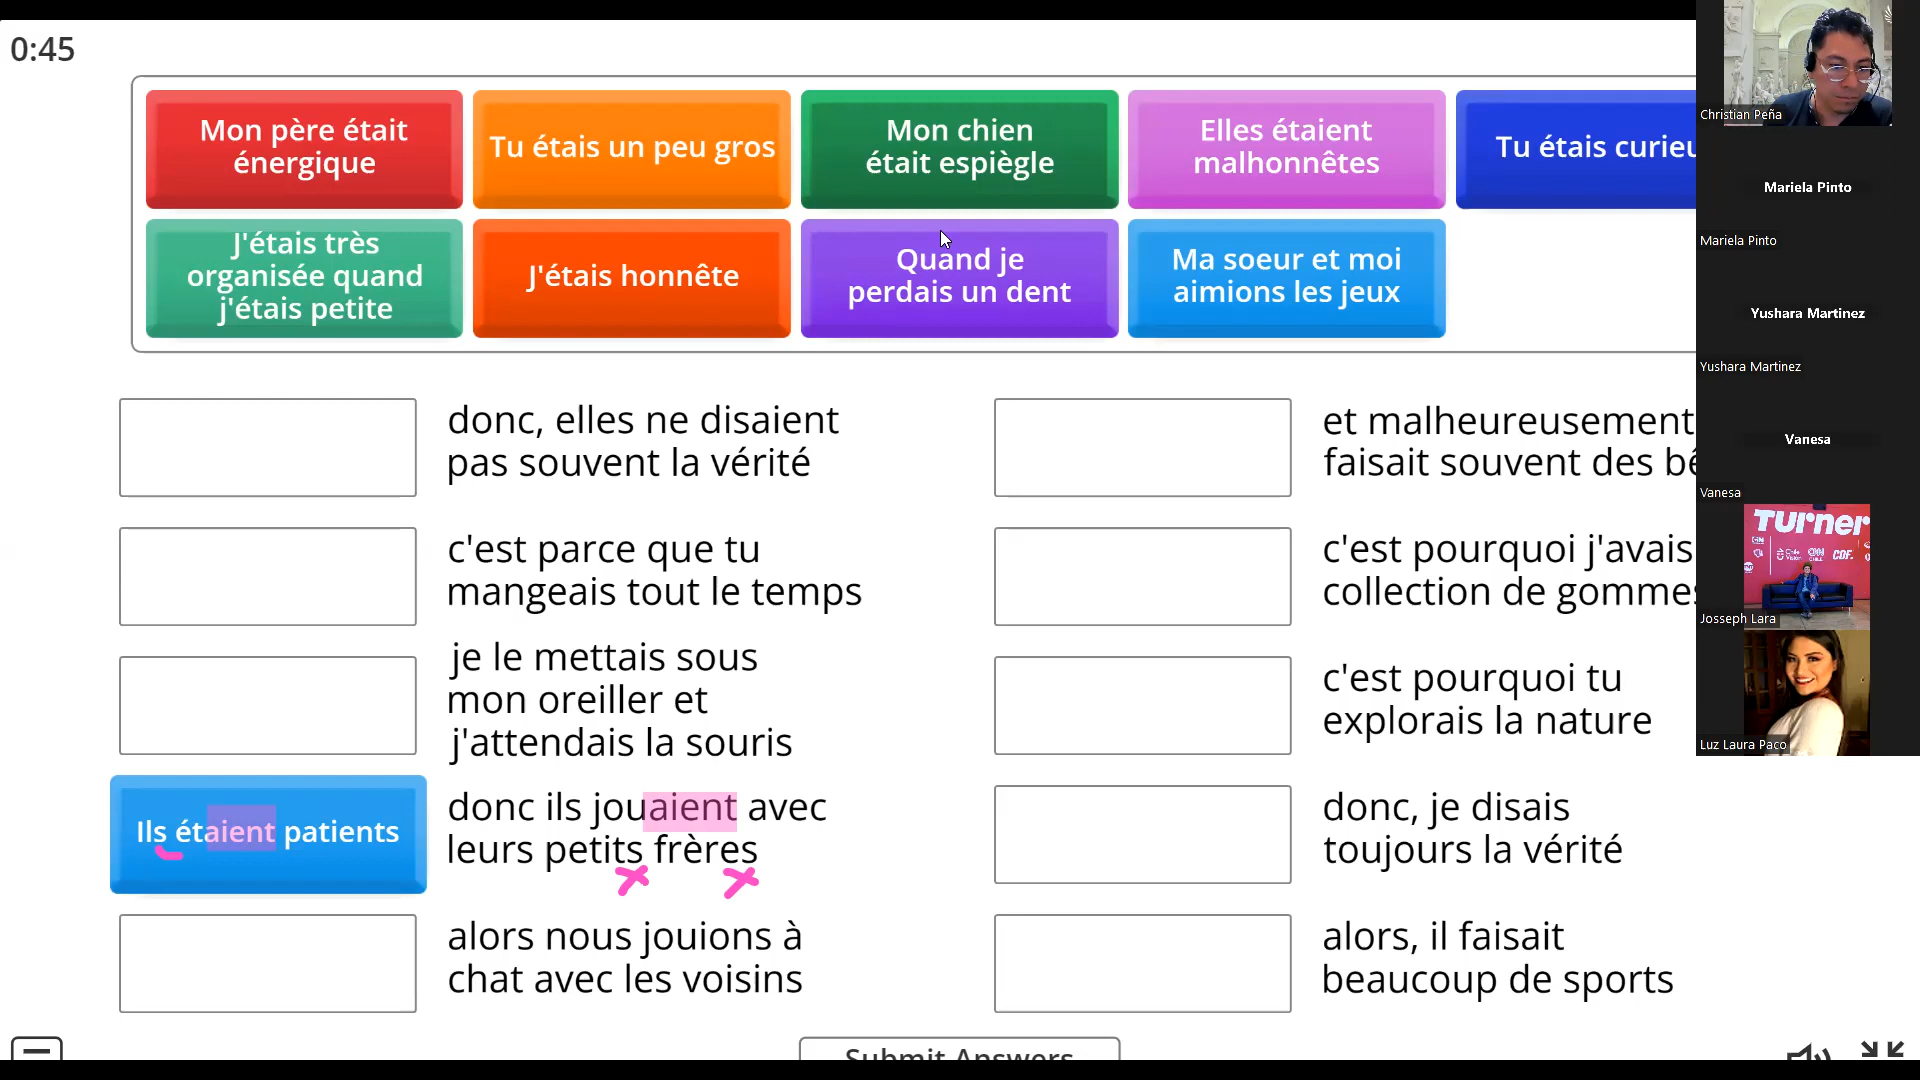 0:45
Mon père était
énergique
Tu étais un peu gros
Mon chien
était espiègle
Elles étaient
malhonnêtes
Tu étais curieu
J'étais très
organisée quand
j'étais petite
J'étais honnête
Quand je
perdais un dent
Ma soeur et moi
aimions les jeux
donc, elles ne disaient
pas souvent la vérité
c'est parce que tu
mangeais tout le temps
je le mettais sous
mon oreiller et
j'attendais la souris
Ils étaient patients
donc ils jouaient avec
leurs petits frères
alors nous jouions à
chat avec les voisins
et malheureusement
faisait souvent des bê
c'est pourquoi j'avais
collection de gommes
c'est pourquoi tu
explorais la nature
donc, je disais
toujours la vérité
alors, il faisait
beaucoup de sports
Submit Answers
Christian Peña
Mariela Pinto
Mariela Pinto
Yushara Martinez
Yushara Martinez
Vanesa
Vanesa
Turner
CDF.
Josseph Lara
Luz Laura Paco